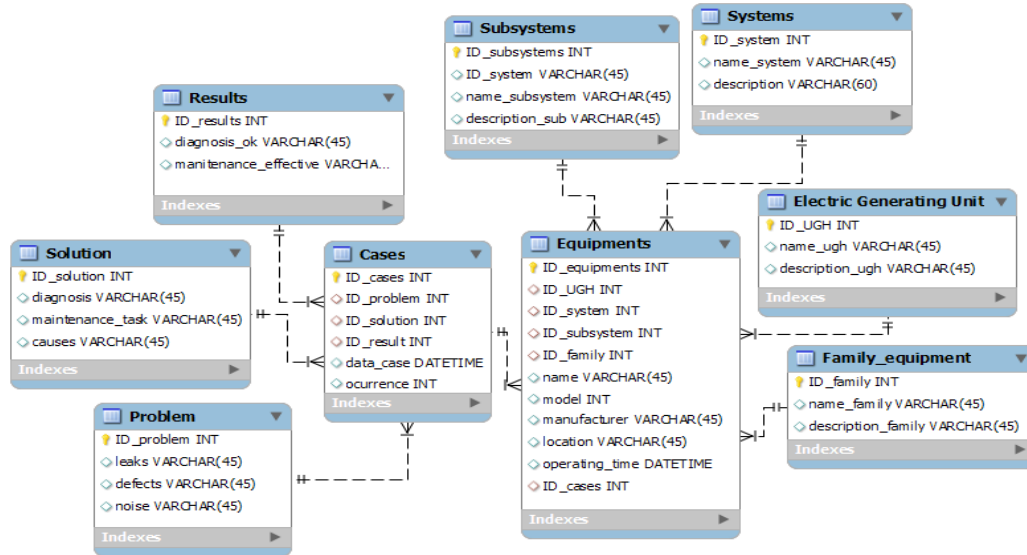 Subsystems
ID_subsystems INT
ID_system VARCHAR(45)
name_subsystem VARCHAR(45)
description_sub VARCHAR(45)
Indexes
Systems
ID_system INT
name_system VARCHAR(45)
description VARCHAR(60)
Indexes
Results
ID_results INT
diagnosis_ok VARCHAR(45)
manitenance_effective VARCHA...
Indexes
Electric Generating Unit
ID_UGH INT
name_ugh VARCHAR(45)
description_ugh VARCHAR(45)
Indexes
Solution
ID_solution INT
diagnosis VARCHAR(45)
maintenance_task VARCHAR(45)
causes VARCHAR(45)
Indexes
Cases
ID_cases INT
ID_problem INT
ID_solution INT
ID_result INT
data_case DATETIME
ocurrence INT
Indexes
Equipments
ID_equipments INT
ID_UGH INT
ID_system INT
ID_subsystem INT
ID_family INT
name VARCHAR(45)
model INT
manufacturer VARCHAR(45)
location VARCHAR(45)
operating_time DATETIME
ID_cases INT
Indexes
Family_equipment
ID_family INT
name_family VARCHAR(45)
description_family VARCHAR(45)
Indexes
Problem
ID_problem INT
leaks VARCHAR(45)
defects VARCHAR(45)
noise VARCHAR(45)
Indexes